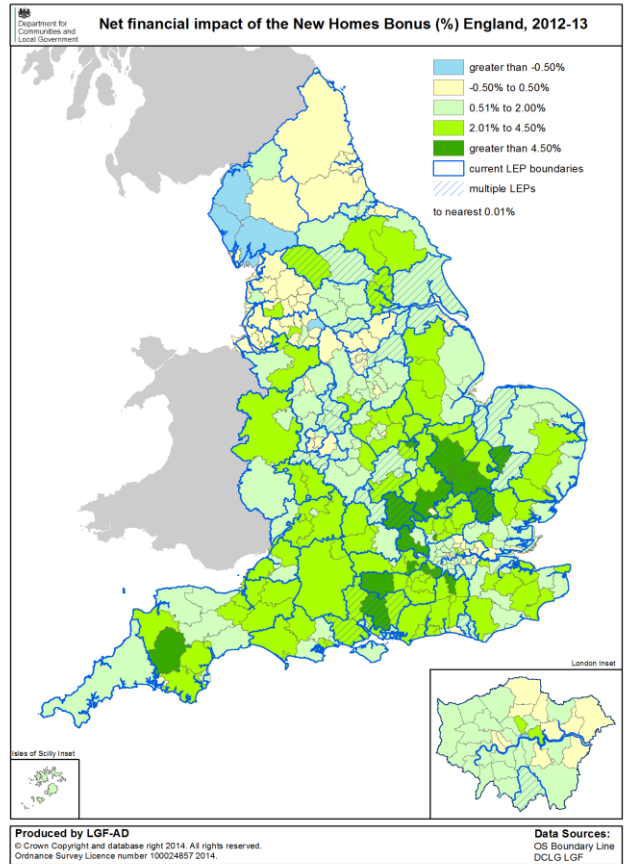 Department for
Communities and
Local Government
Net financial impact of the New Homes Bonus (%) England, 2012-13
greater than -0.50%
-0.50% to 0.50%
0.51% to 2.00%
2.01% to 4.50%
greater than 4.50%
current LEP boundaries
multiple LEPs
to nearest 0.01%
London Inset
Isles of Scilly Inset
Produced by LGF-AD
© Crown Copyright and database right 2014. All rights reserved.
Ordnance Survey Licence number 100024857 2014.
Data Sources:
OS Boundary Line
DCLG LGF